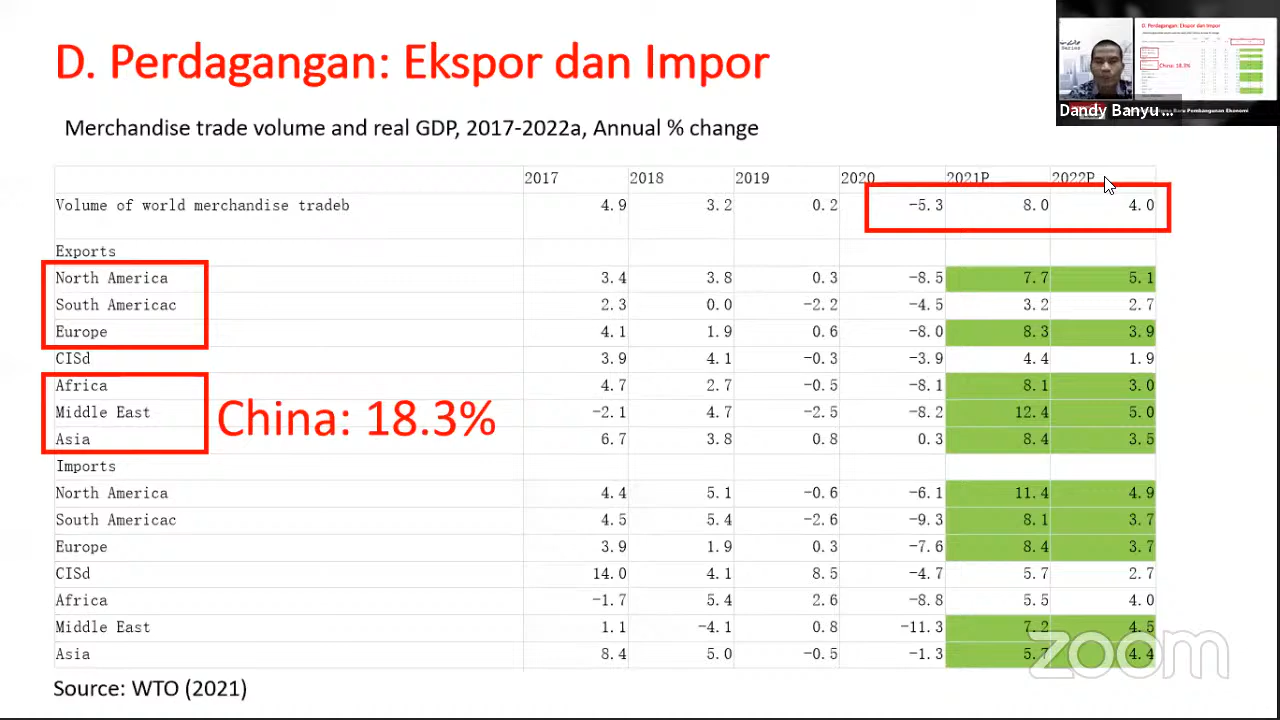 D. Perdagangan: Ekspor dan Impor
Merchandise trade volume and real GDP, 2017-2022a, Annual % change
2017 2018 2019 2020 2021P 2022P
Volume of world merchandise tradeb 4.9 3.2 0.2 -5.3 8.0 4.0
Exports
North America 3.4 3.8 0.3 -8.5 7.7 5.1
South Americac 2.3 0.0 -2.2 -4.5 3.2 2.7
Europe 4.1 1.9 0.6 -8.0 8.3 3.9
CISd 3.9 4.1 -0.3 -3.9 4.4 1.9
Africa 4.7 2.7 -0.5 -8.1 8.1 3.0
Middle East -2.1 4.7 -2.5 -8.2 12.4 5.0
Asia 6.7 3.8 0.8 0.3 8.4 3.5
China: 18.3%
Imports
North America 4.4 5.1 -0.6 -6.1 11.4 4.9
South Americac 4.5 5.4 -2.6 -9.3 8.1 3.7
Europe 3.9 1.9 0.3 -7.6 8.4 3.7
CISd 14.0 4.1 8.5 -4.7 5.7 2.7
Africa -1.7 5.4 2.6 -8.8 5.5 4.0
Middle East 1.1 -4.1 0.8 -11.3 7.2 4.5
Asia 8.4 5.0 -0.5 -1.3 5.7 4.4
Source: WTO (2021)
zoom
D. Perdagangan: Ekspor dan Impor
China: 18.3%
Dandy Banyu ...
Baru Pembangunan Ekonomi